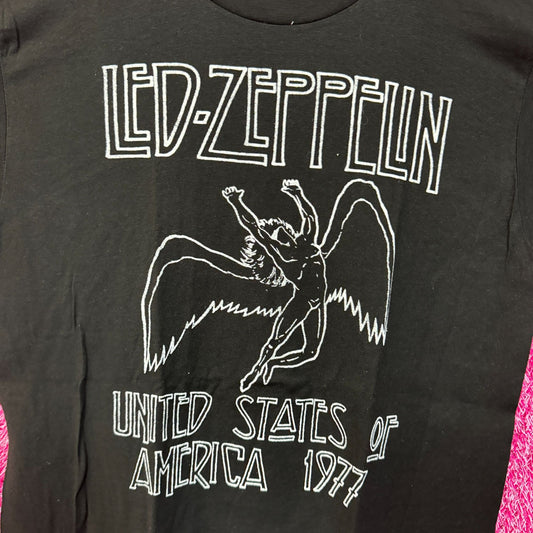 LED-ZEPPELIN
UNITED STATES OF
AMERICA 1977